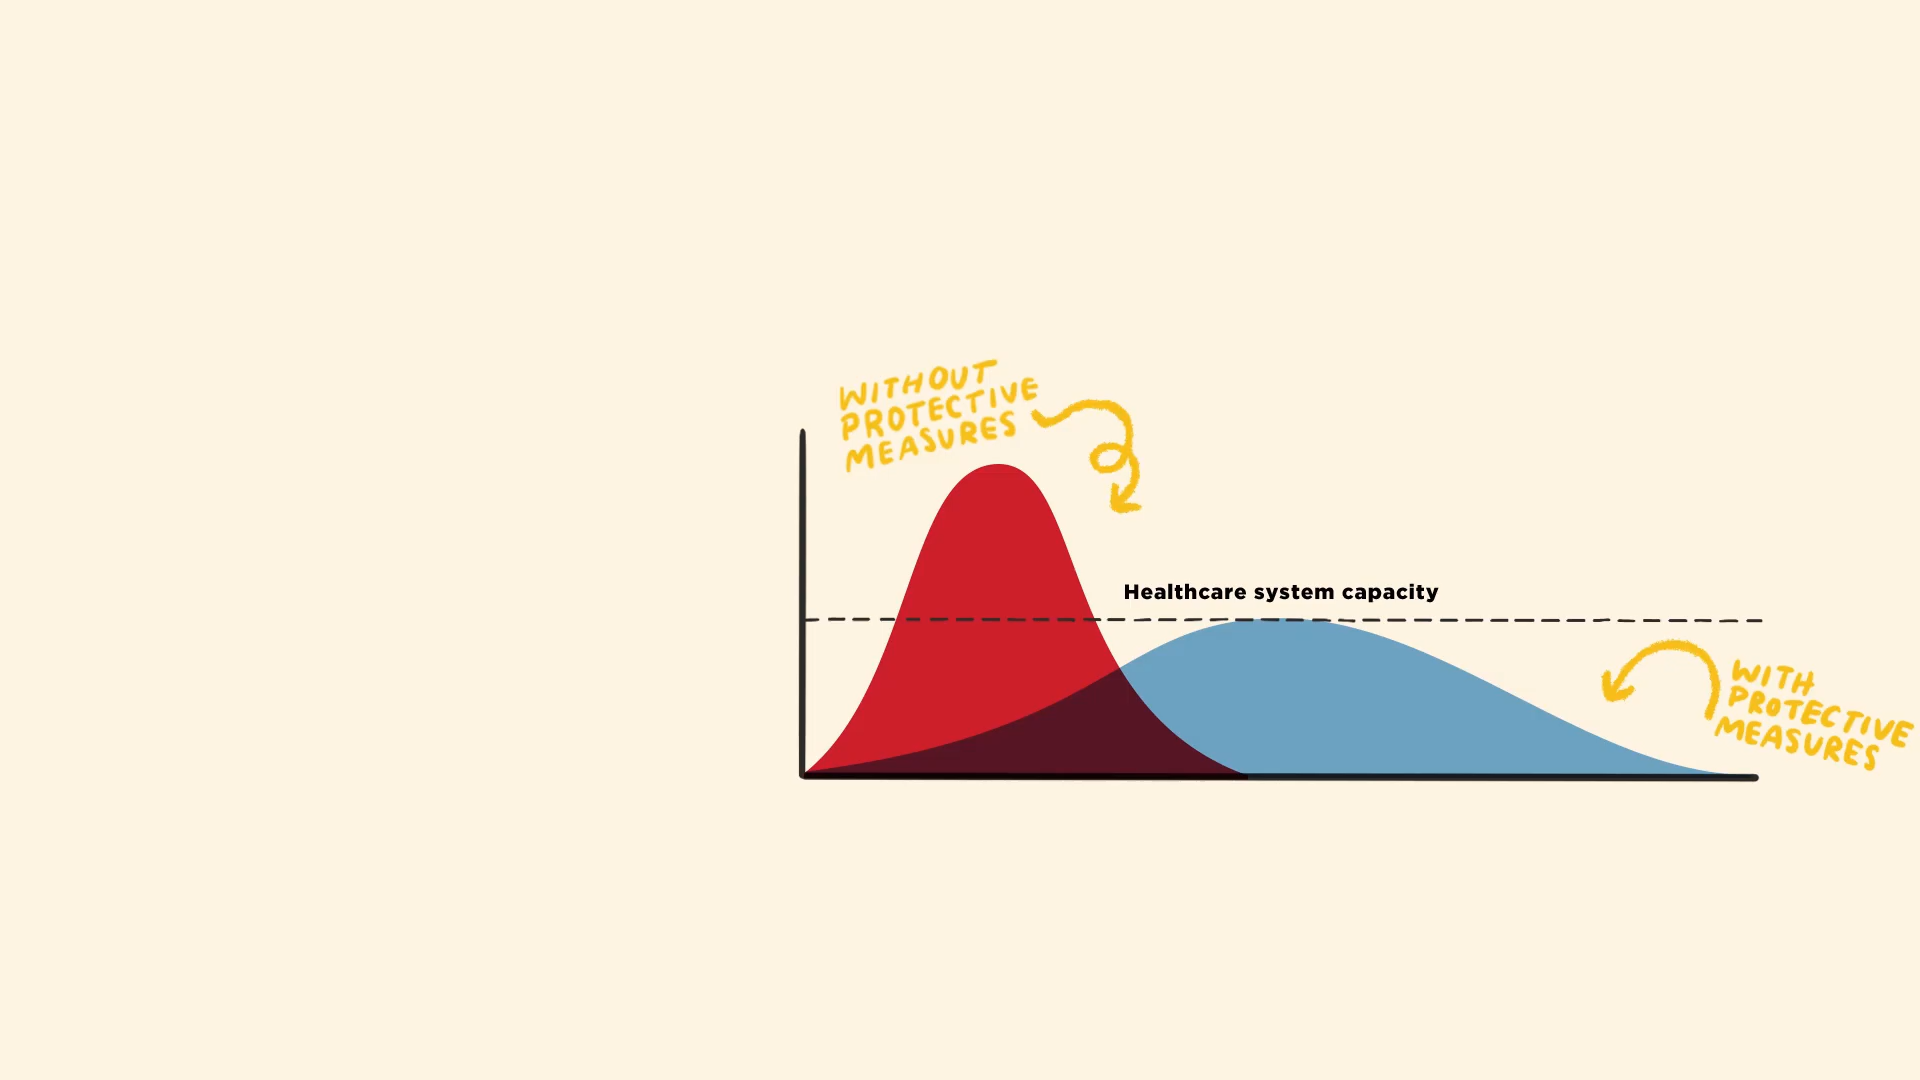 WITHOUT
PROTECTIVE
MEASURES
Healthcare system capacity
WITH
PROTECTIVE
MEASURES